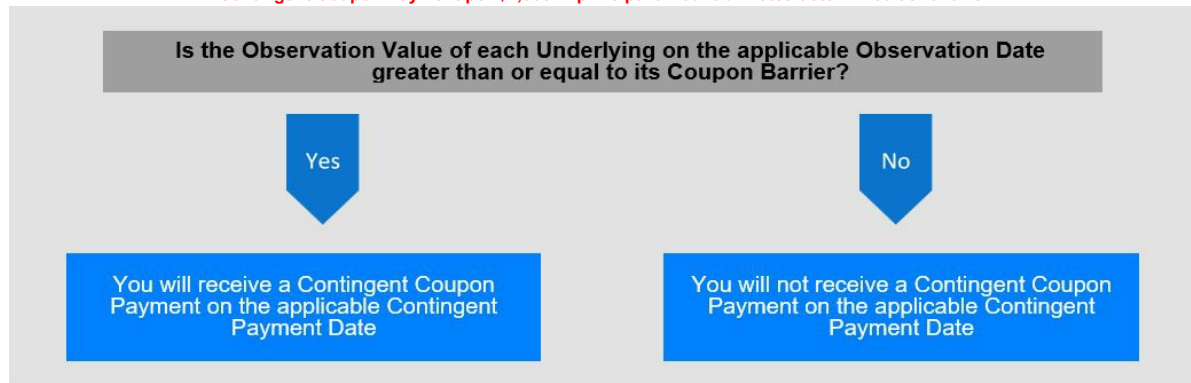 Is the Observation Value of each Underlying on the applicable Observation Date
greater than or equal to its Coupon Barrier?
Yes
No
You will receive a Contingent Coupon
Payment on the applicable Contingent
Payment Date
You will not receive a Contingent Coupon
Payment on the applicable Contingent
Payment Date